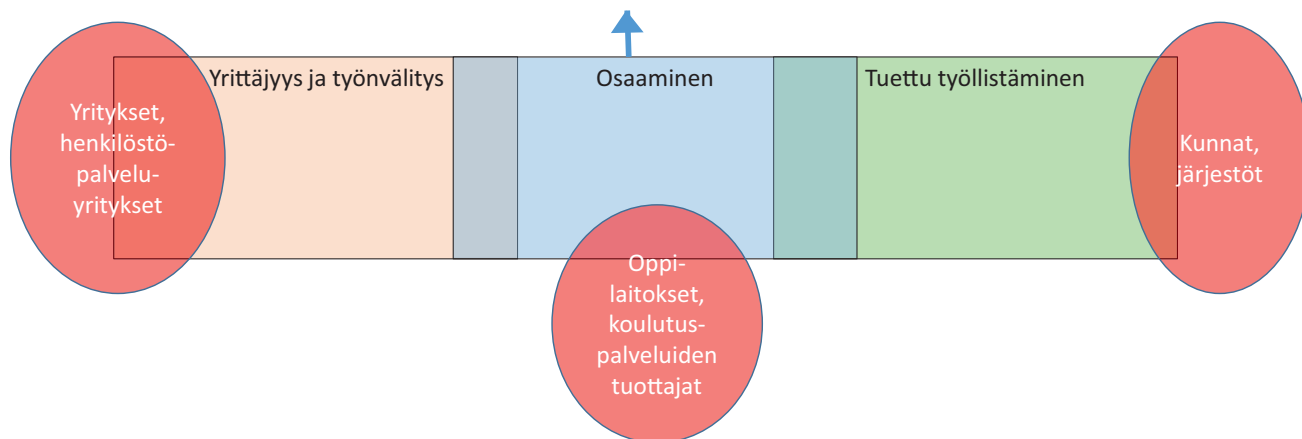 Yrittäjyys ja työnvälitys
Osaaminen
Tuettu työllistäminen
Yritykset,
henkilöstö-
palvelu-
yritykset
Kunnat,
järjestöt
Oppi-
laitokset,
koulutus-
palveluiden
tuottajat